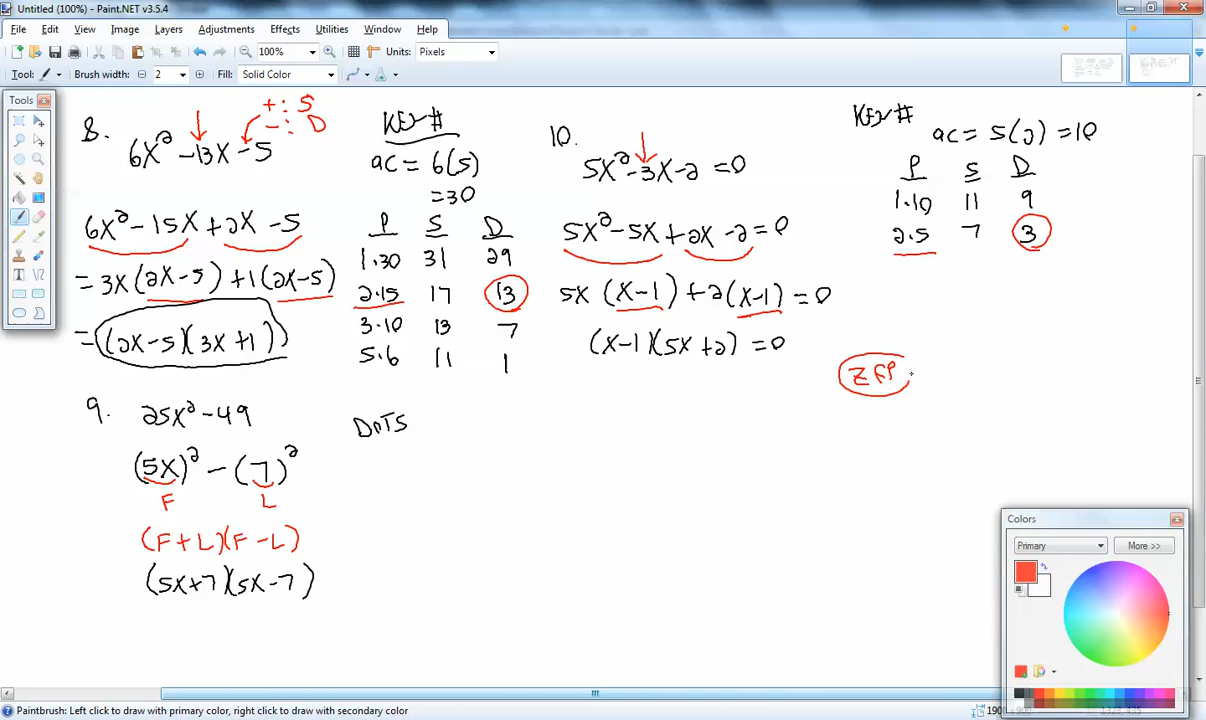 Untitled (100%) - Paint.NET v3.5.4
File Edit View Image Layers Adjustments Effects Utilities Window Help
100% Units: Pixels
Tool: Brush width: 2 Fill: Solid Color
Tools
8.
+: S
-: D
6x² -13x -5
6x² -15x +2x -5
= 3x(2x-5) +1(2x-5)
= (2x-5)(3x+1)
KEY #
ac = 6(5)
=30
P S D
1.30 31 29
2.15 17 13
3.10 13 7
5.6 11 1
9. 25x² -49
DOTS
(5x)² - (7)²
F L
(F+L)(F-L)
(5x+7)(5x-7)
10.
5x² -3x -2 =0
5x² -5x +2x -2 =0
5x (x-1) +2(x-1) =0
(x-1)(5x+2) =0
KEY #
ac = 5(2) =10
P S D
1.10 11 9
2.5 7 3
ZFP
Colors
Primary More >>
Paintbrush: Left click to draw with primary color, right click to draw with secondary color
1900 x 900
1323, 435